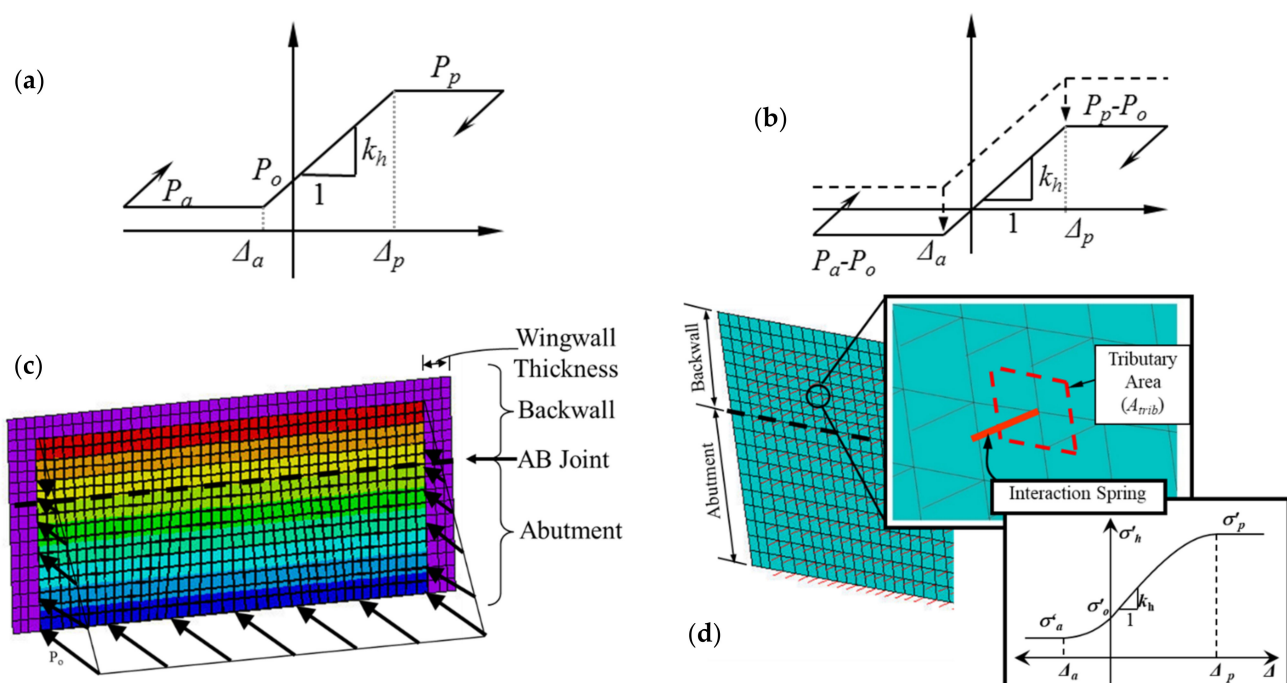 (a)
P_p
P_o
k_h
1
P_a
Δ_a
Δ_p
(b)
P_p-P_o
k_h
1
Δ_a
Δ_p
P_a-P_o
(c)
Wingwall
Thickness
Backwall
AB Joint
Abutment
P_o
(d)
Backwall
Abutment
Tributary
Area
(A_trib)
Interaction Spring
σ'_h
σ'_p
σ'_o
k_h
1
σ'_a
Δ_a
Δ_p
Δ